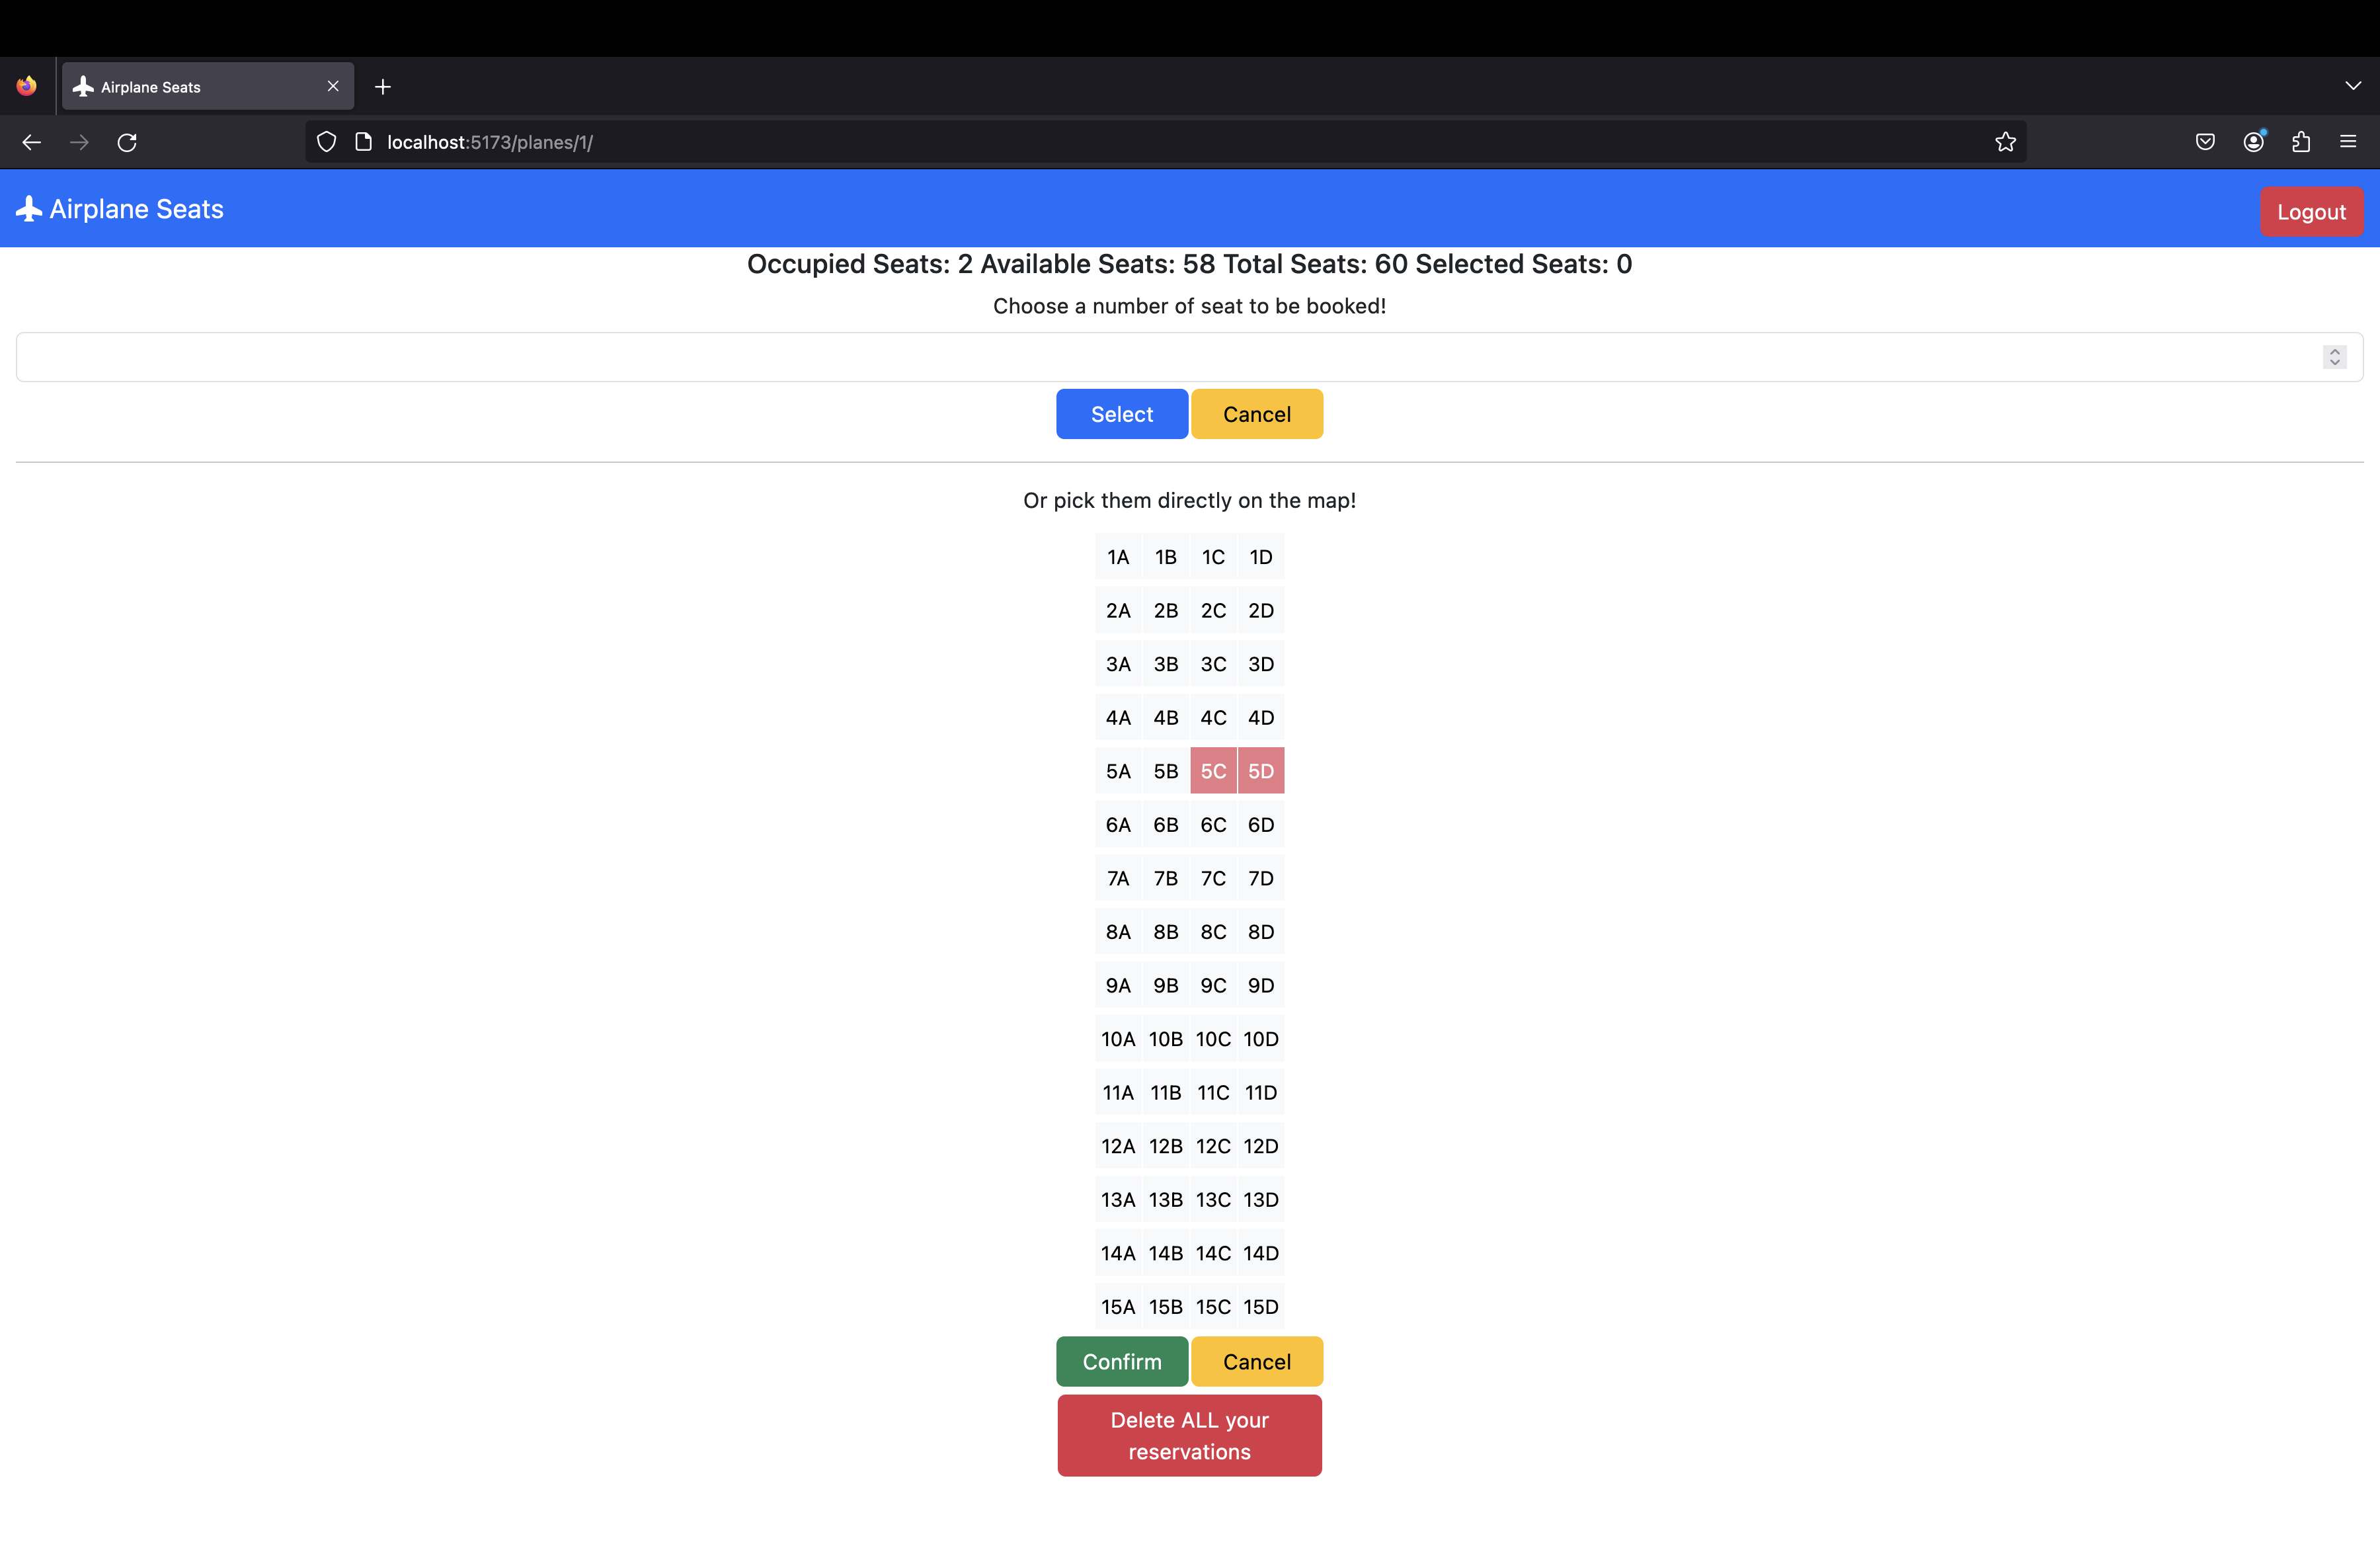 Airplane Seats
localhost:5173/planes/1/
Airplane Seats
Logout
Occupied Seats: 2 Available Seats: 58 Total Seats: 60 Selected Seats: 0
Choose a number of seat to be booked!
Select Cancel
Or pick them directly on the map!
1A 1B 1C 1D
2A 2B 2C 2D
3A 3B 3C 3D
4A 4B 4C 4D
5A 5B 5C 5D
6A 6B 6C 6D
7A 7B 7C 7D
8A 8B 8C 8D
9A 9B 9C 9D
10A 10B 10C 10D
11A 11B 11C 11D
12A 12B 12C 12D
13A 13B 13C 13D
14A 14B 14C 14D
15A 15B 15C 15D
Confirm Cancel
Delete ALL your
reservations